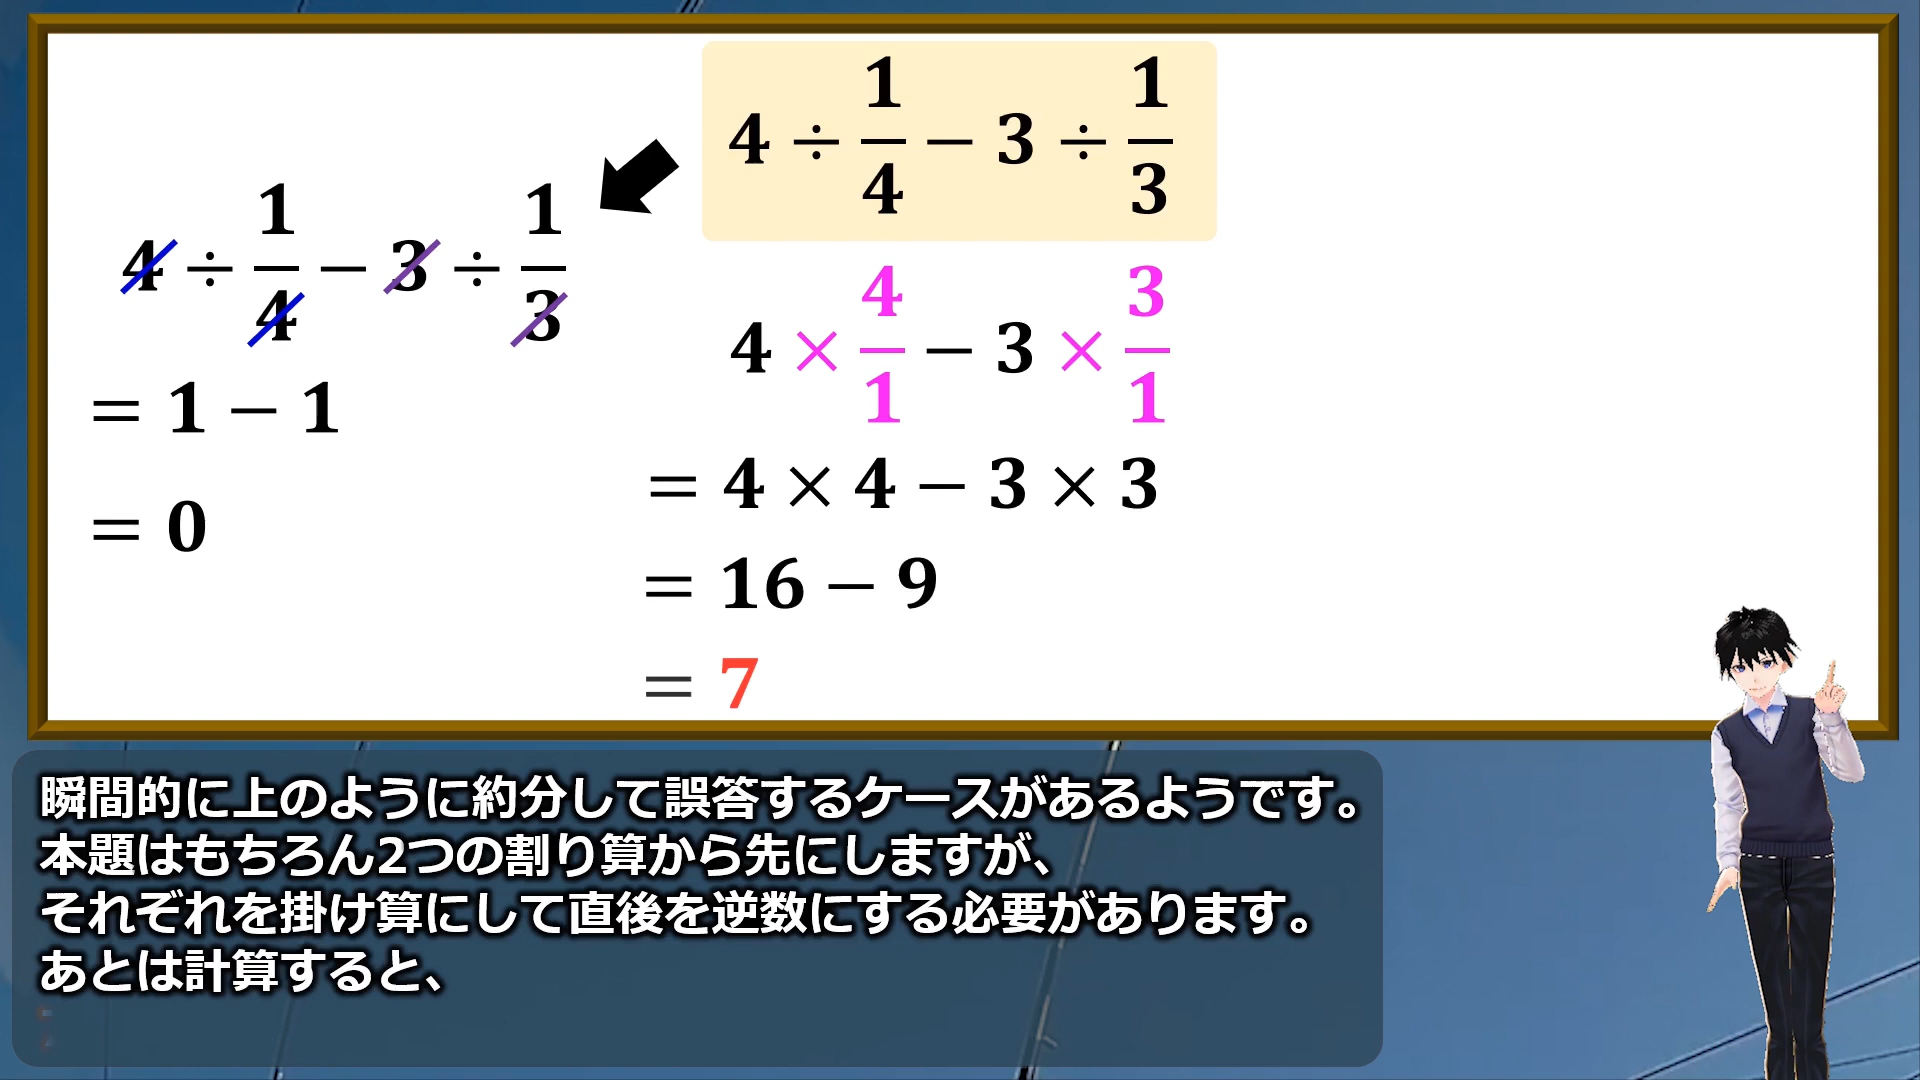 4 ÷ 1/4 − 3 ÷ 1/3
4 ÷ 1/4 − 3 ÷ 1/3
= 1 − 1
= 0
4 × 4/1 − 3 × 3/1
= 4 × 4 − 3 × 3
= 16 − 9
= 7
瞬間的に上のように約分して誤答するケースがあるようです。
本題はもちろん2つの割り算から先にしますが、
それぞれを掛け算にして直後を逆数にする必要があります。
あとは計算すると、